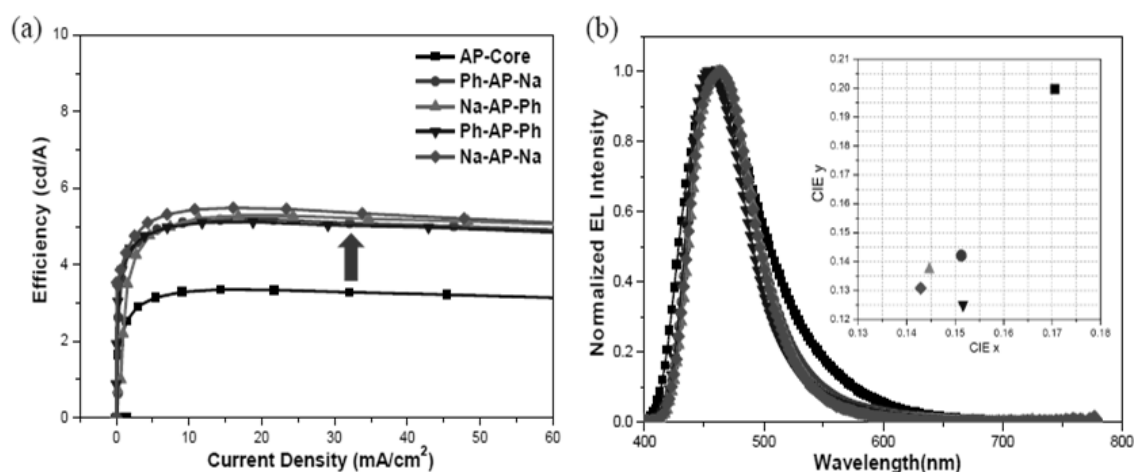 (a)
10
8
6
4
2
0
Efficiency (cd/A)
AP-Core
Ph-AP-Na
Na-AP-Ph
Ph-AP-Ph
Na-AP-Na
0 10 20 30 40 50 60
Current Density (mA/cm²)
(b)
1.0
0.8
0.6
0.4
0.2
0.0
Normalized EL Intensity
0.21
0.20
0.19
0.18
0.17
0.16
0.15
0.14
0.13
0.12
CIE y
0.13 0.14 0.15 0.16 0.17 0.18
CIE x
400 500 600 700 800
Wavelength(nm)